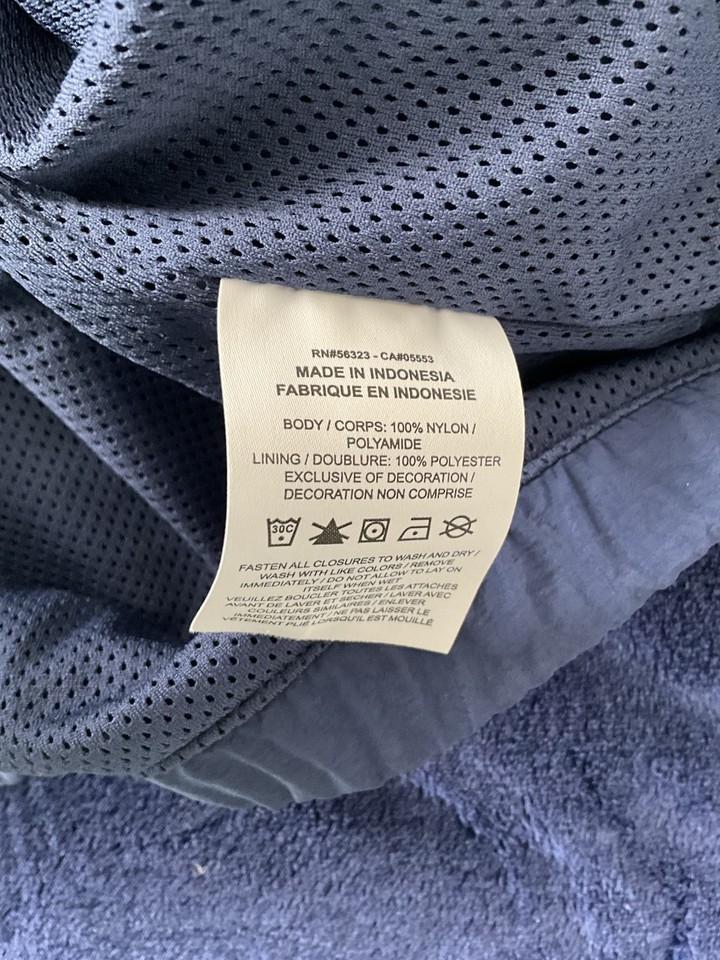 RN#56323 - CA#05553
MADE IN INDONESIA
FABRIQUE EN INDONESIE
BODY / CORPS: 100% NYLON /
POLYAMIDE
LINING / DOUBLURE: 100% POLYESTER
EXCLUSIVE OF DECORATION /
DECORATION NON COMPRISE
30C
FASTEN ALL CLOSURES TO WASH AND DRY /
WASH WITH LIKE COLORS / REMOVE
IMMEDIATELY / DO NOT ALLOW TO LAY ON
ITSELF WHEN WET
VEUILLEZ BOUCLER TOUTES LES ATTACHES
AVANT DE LAVER ET SECHER / LAVER AVEC
COULEURS SIMILAIRES / ENLEVER
IMMEDIATEMENT / NE PAS LAISSER LE
VÊTEMENT PLIÉ LORSQU'IL EST MOUILLÉ